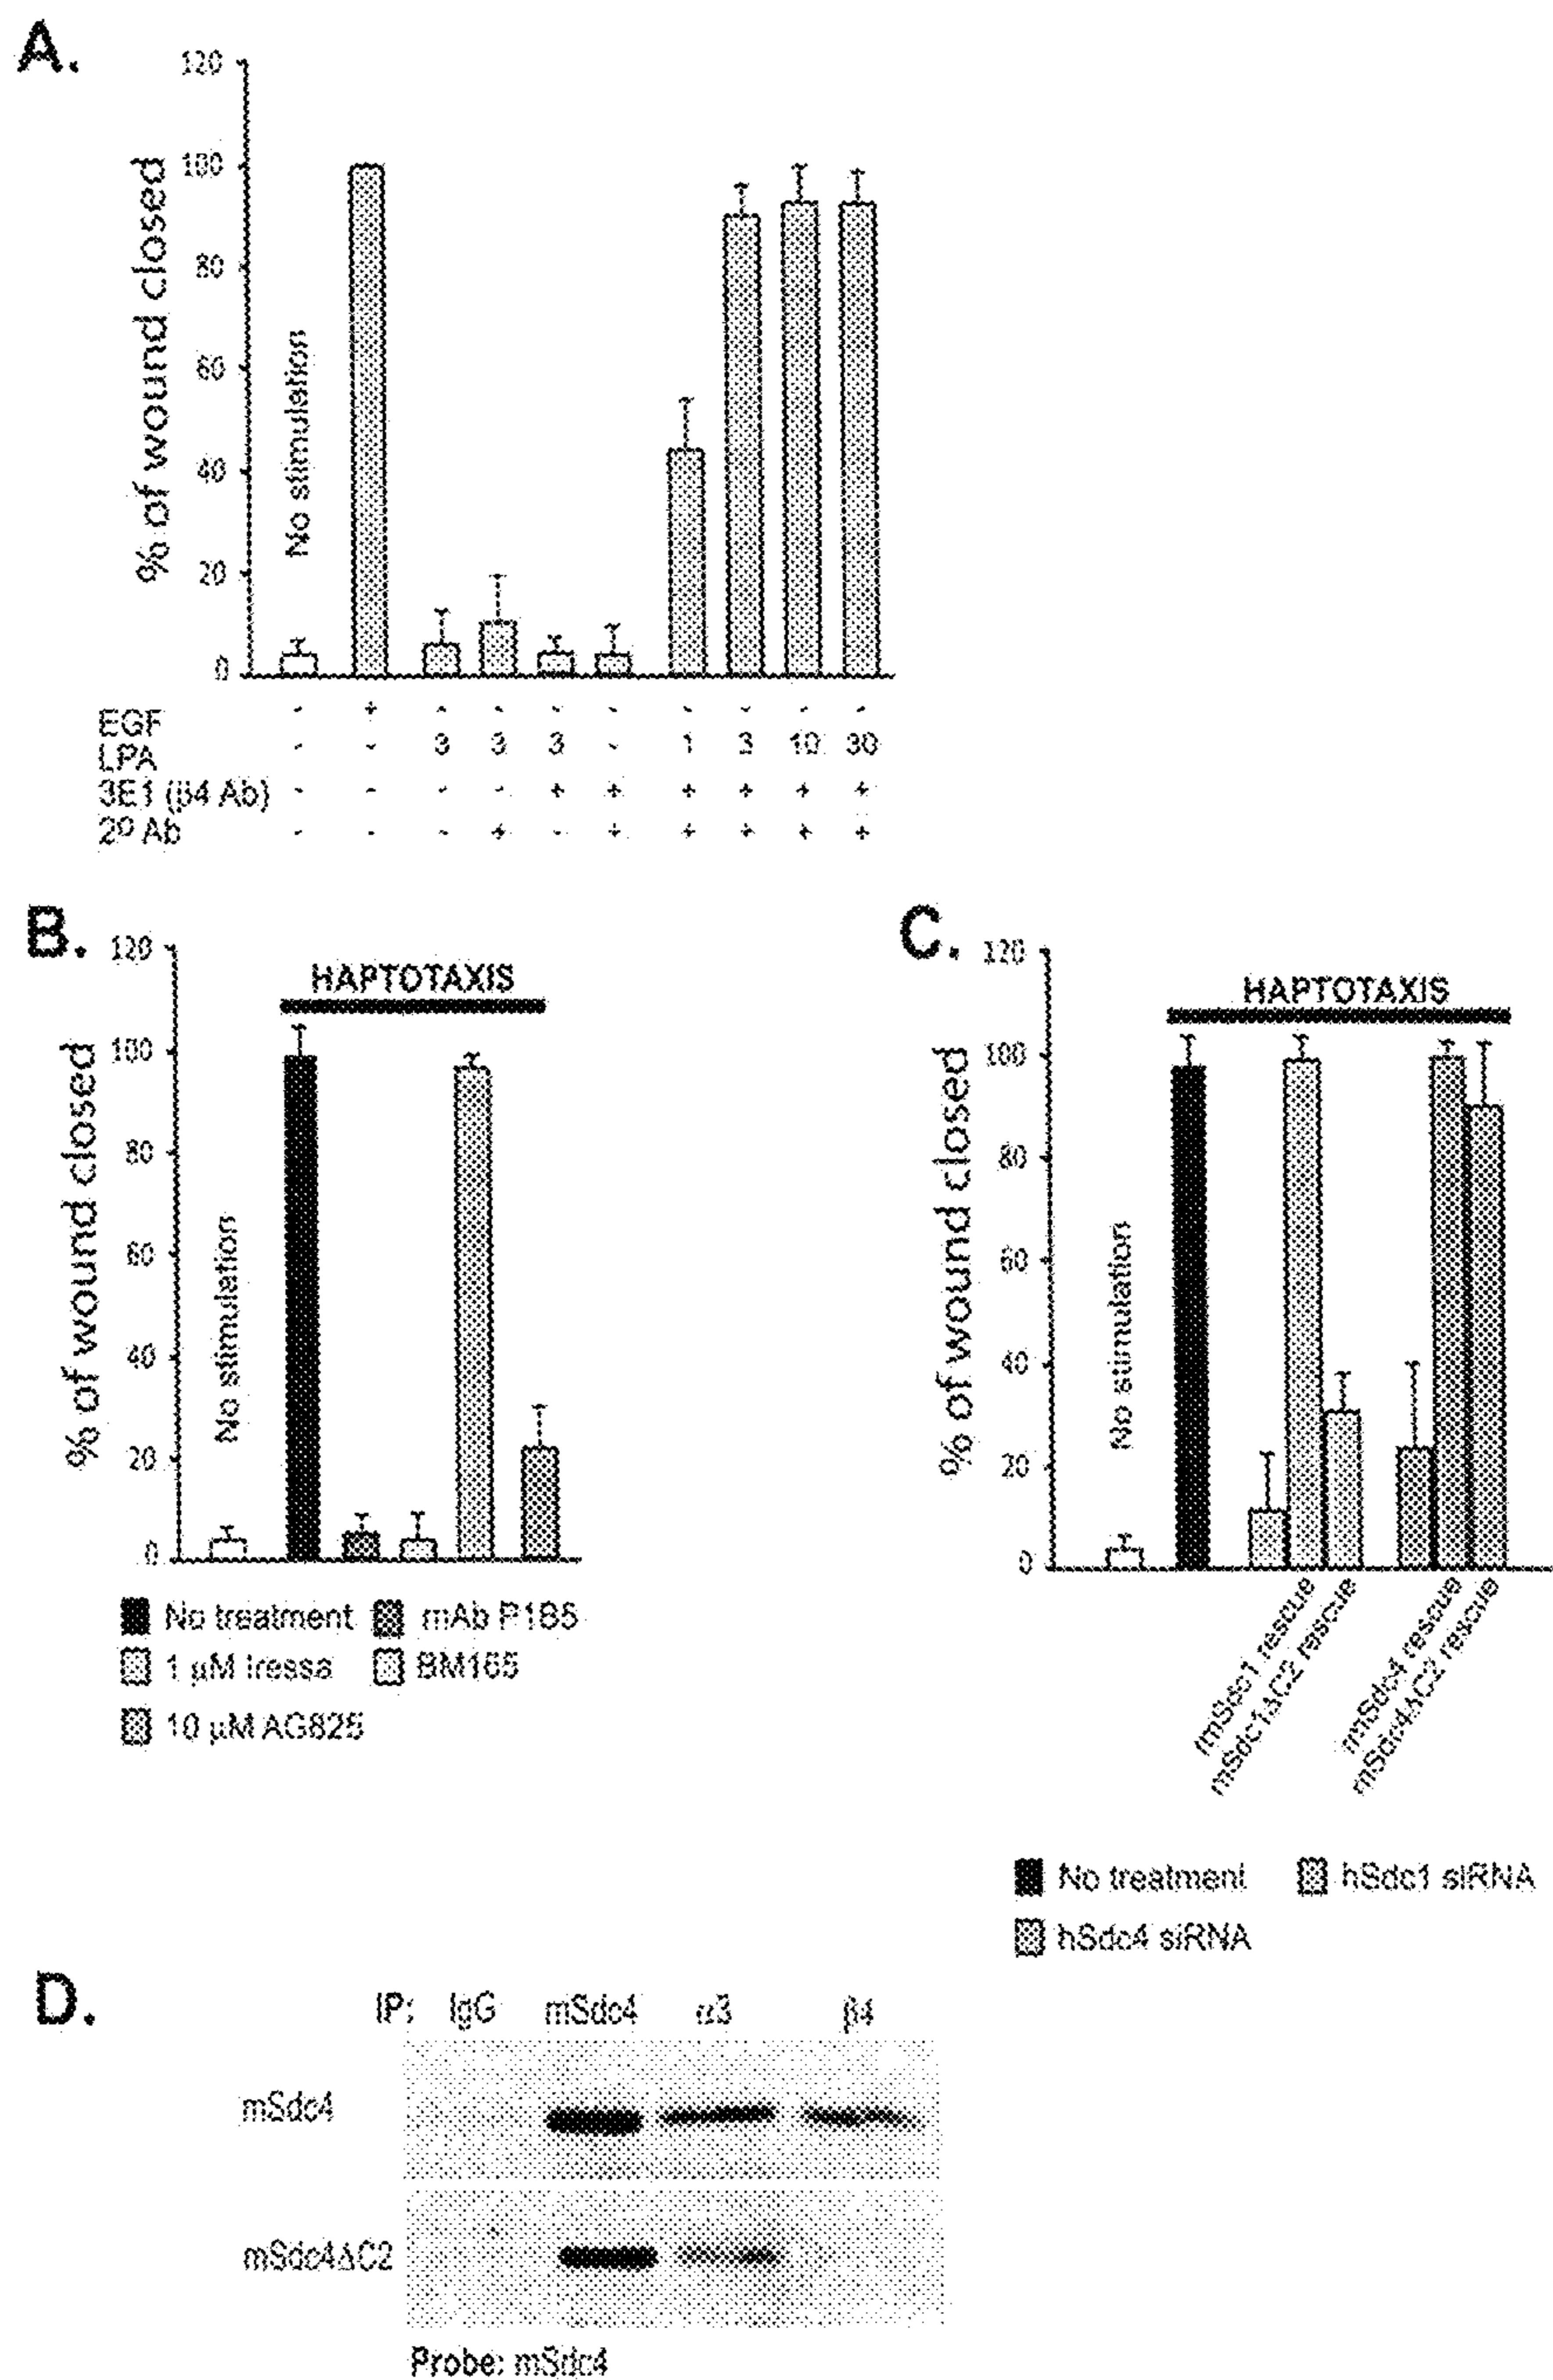 A.
120
100
80
60
40
20
0
% of wound closed
No stimulation
EGF - + - - - - - - - -
LPA - - 3 3 3 - 1 3 10 30
3E1 (β4 Ab) - - - - + + + + + +
2º Ab - - - + - + + + + +
B.
120
100
80
60
40
20
0
% of wound closed
HAPTOTAXIS
No stimulation
No treatment
mAb P1B5
1 µM Iressa
BM165
10 µM AG825
C.
120
100
80
60
40
20
0
% of wound closed
HAPTOTAXIS
No stimulation
mSdc1 rescue
mSdc1ΔC2 rescue
mSdc4 rescue
mSdc4ΔC2 rescue
No treatment
hSdc1 siRNA
hSdc4 siRNA
D.
IP: IgG mSdc4 α3 β4
mSdc4
mSdc4ΔC2
Probe: mSdc4